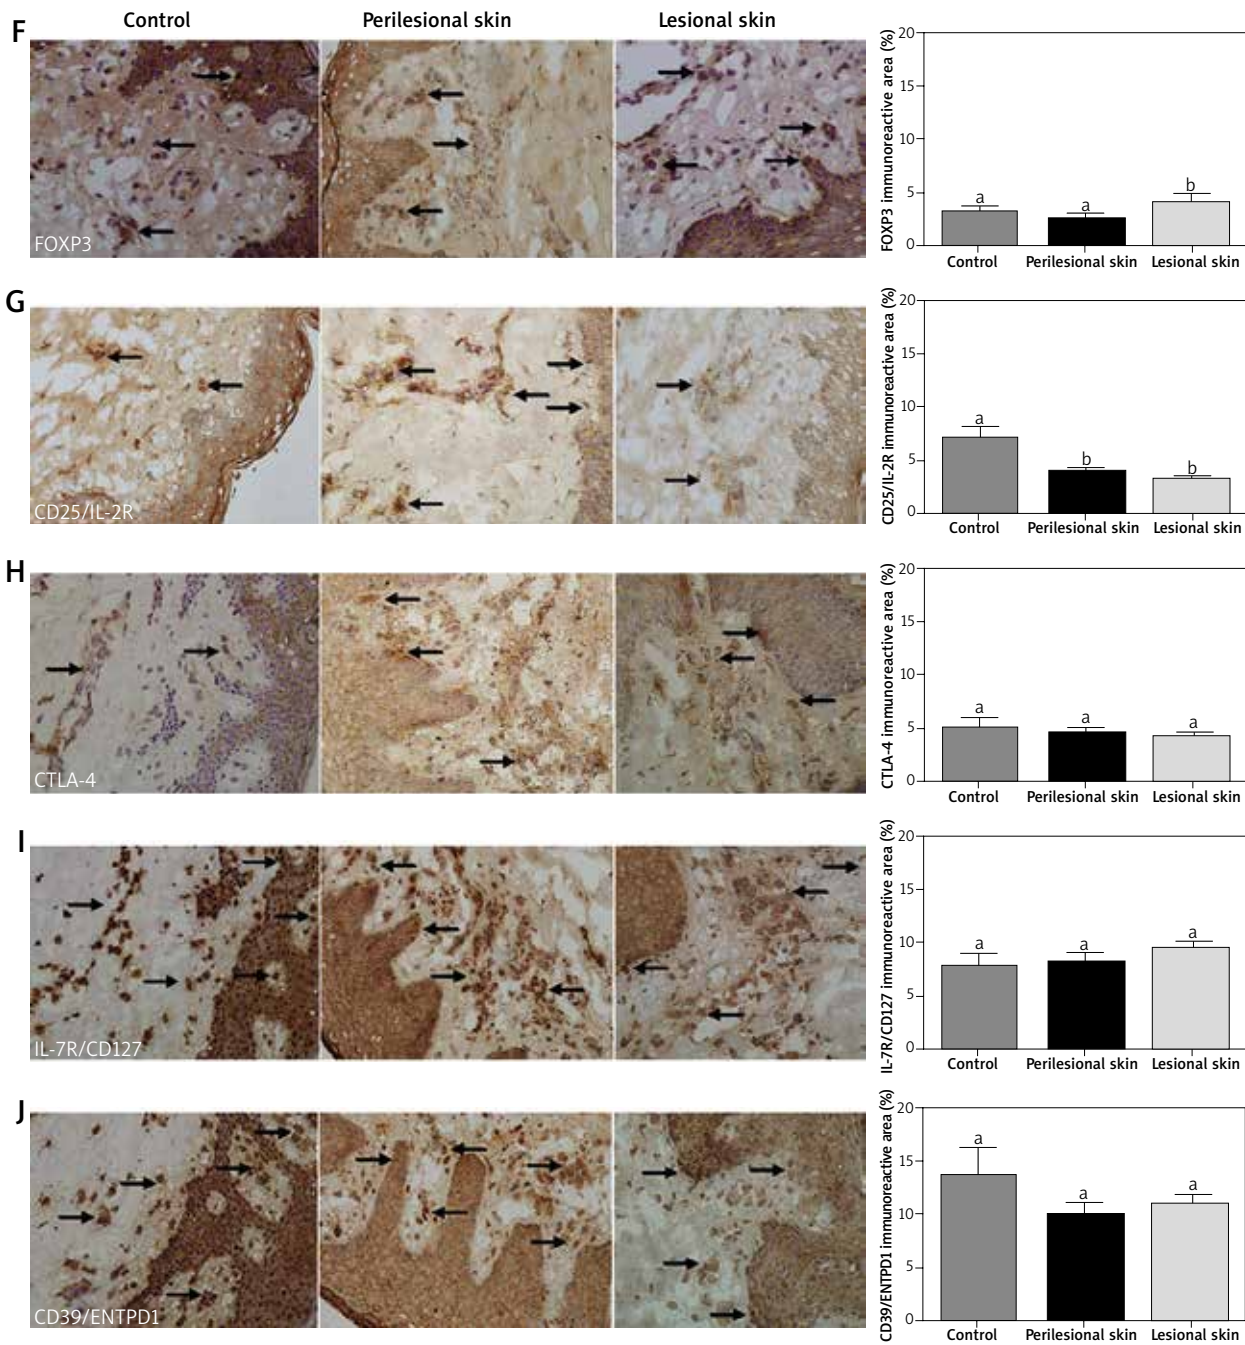 Control Perilesional skin Lesional skin
F
FOXP3
FOXP3 immunoreactive area (%)
20
15
10
5
0
a
a
b
Control Perilesional skin Lesional skin
G
CD25/IL-2R
CD25/IL-2R immunoreactive area (%)
20
15
10
5
0
a
b
b
Control Perilesional skin Lesional skin
H
CTLA-4
CTLA-4 immunoreactive area (%)
20
15
10
5
0
a
a
a
Control Perilesional skin Lesional skin
I
IL-7R/CD127
IL-7R/CD127 immunoreactive area (%)
20
15
10
5
0
a
a
a
Control Perilesional skin Lesional skin
J
CD39/ENTPD1
CD39/ENTPD1 immunoreactive area (%)
20
15
10
5
0
a
a
a
Control Perilesional skin Lesional skin